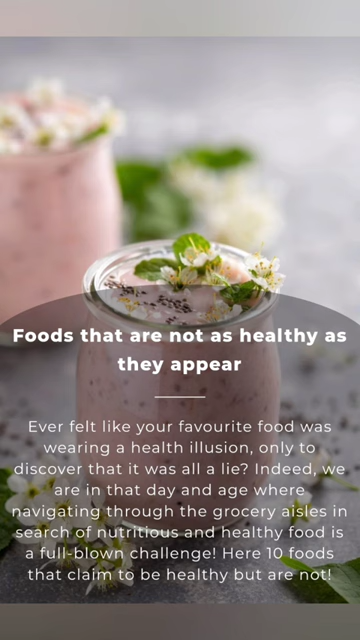 Foods that are not as healthy as
they appear
Ever felt like your favourite food was
wearing a health illusion, only to
discover that it was all a lie? Indeed, we
are in that day and age where
navigating through the grocery aisles in
search of nutritious and healthy food is
a full-blown challenge! Here 10 foods
that claim to be healthy but are not!